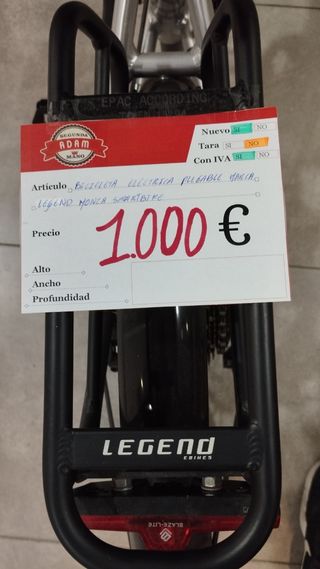 EPAC ACCORDING
SEGUNDA
ADAM
MANO
Nuevo SI NO
Tara SI NO
Con IVA SI NO
Artículo BICICLETA ELECTRICA PLEGABLE MARCA
LEGEND MONZA SMARTBIKE
Precio 1.000 €
Alto
Ancho
Profundidad
LEGEND
EBIKES
BLAZE-LITE